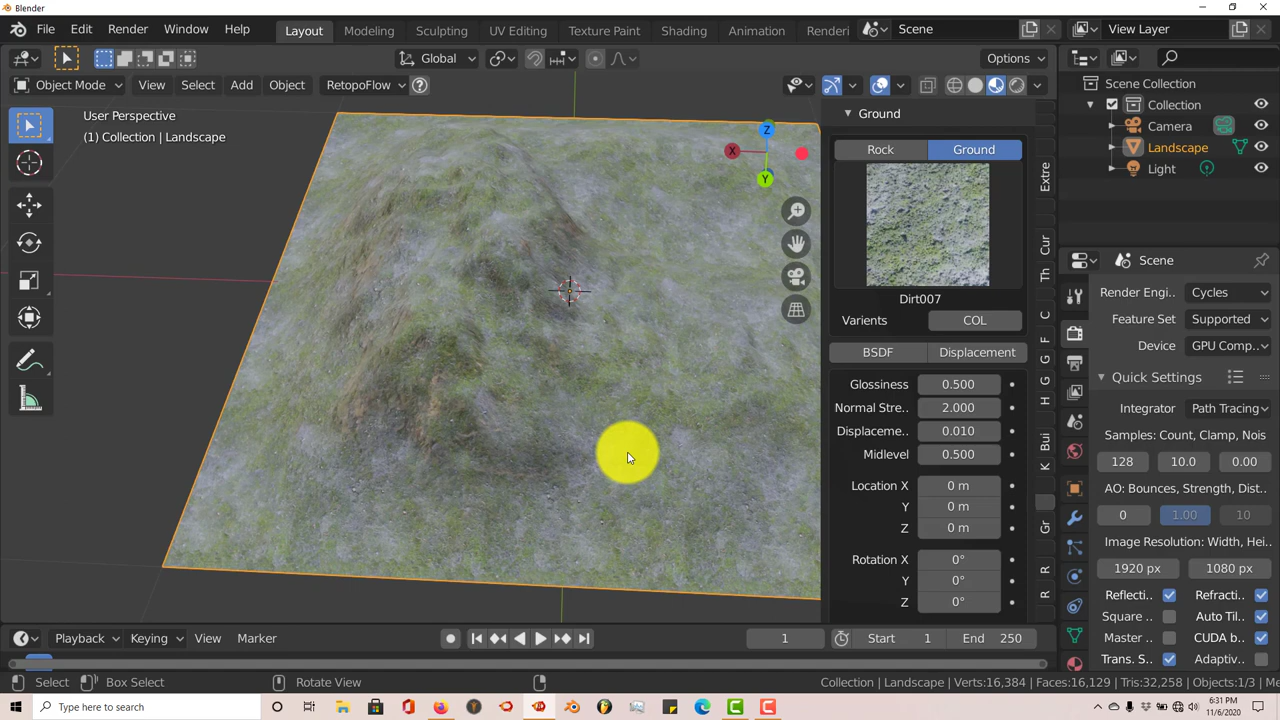 Blender
File Edit Render Window Help Layout Modeling Sculpting UV Editing Texture Paint Shading Animation Render Scene View Layer
Global Options
Object Mode View Select Add Object RetopoFlow
User Perspective
(1) Collection | Landscape
Z
X
Y
Ground
Rock Ground
Dirt007
Varients COL
BSDF Displacement
Glossiness 0.500
Normal Stre.. 2.000
Displaceme.. 0.010
Midlevel 0.500
Location X 0 m
Y 0 m
Z 0 m
Rotation X 0°
Y 0°
Z 0°
Extre
Cur
Th
C
F
G
G
H
Bui
K
Gr
R
R
Scene Collection
Collection
Camera
Landscape
Light
Scene
Render Engi.. Cycles
Feature Set Supported
Device GPU Comp...
Quick Settings
Integrator Path Tracing
Samples: Count, Clamp, Nois
128 10.0 0.00
AO: Bounces, Strength, Dist..
0 1.00 10
Image Resolution: Width, Hei..
1920 px 1080 px
Reflecti.. Refracti..
Square .. Auto Til..
Master .. CUDA b..
Trans. S.. Adaptiv..
Playback Keying View Marker 1 Start 1 End 250
Select Box Select Rotate View Collection | Landscape | Verts:16,384 | Faces:16,129 | Tris:32,258 | Objects:1/3 | Me
Type here to search
6:31 PM
11/6/2020